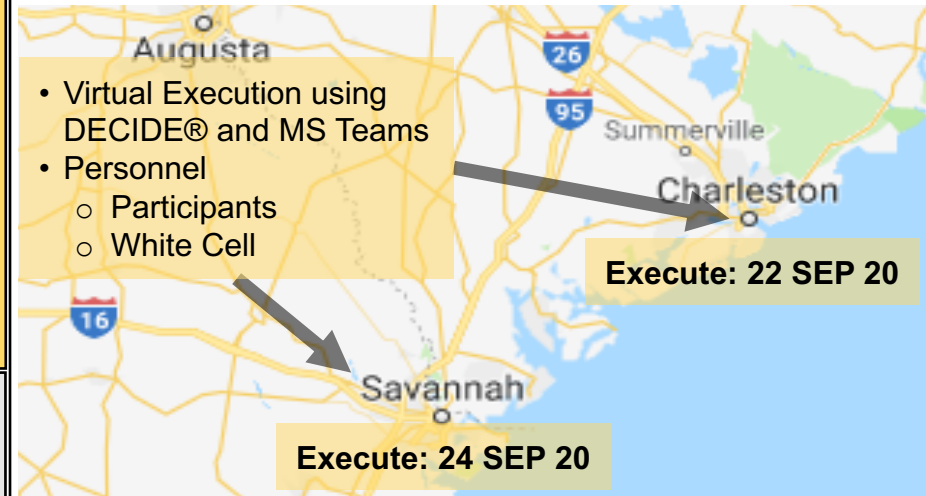 Augusta
26
• Virtual Execution using
DECIDE® and MS Teams
• Personnel
o Participants
o White Cell
95
Summerville
Charleston
Execute: 22 SEP 20
16
Savannah
Execute: 24 SEP 20